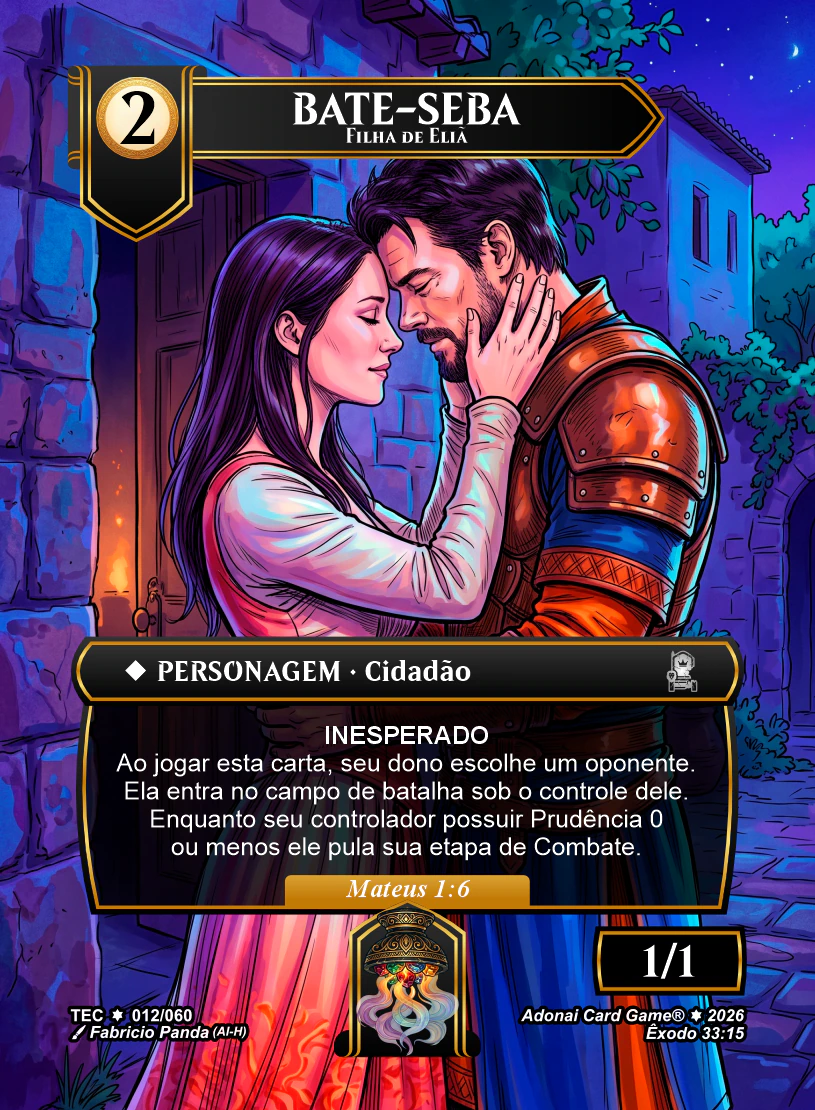 2
BATE-SEBA
FILHA DE ELIÃ
PERSONAGEM · Cidadão
INESPERADO
Ao jogar esta carta, seu dono escolhe um oponente.
Ela entra no campo de batalha sob o controle dele.
Enquanto seu controlador possuir Prudência 0
ou menos ele pula sua etapa de Combate.
Mateus 1:6
1/1
TEC ✶ 012/060
Fabricio Panda (AI-H)
Adonai Card Game® ✶ 2026
Êxodo 33:15